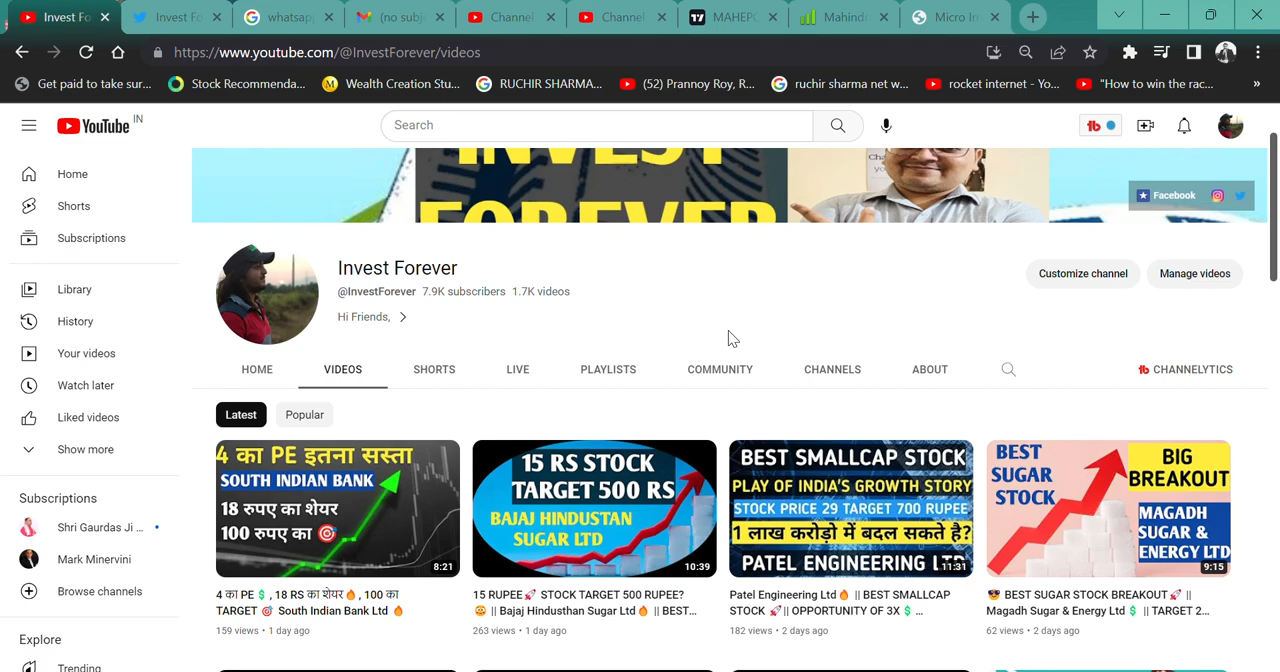 Invest Fo
Invest Fo
whatsap
(no subj
Channel
Channel
MAHEPC
Mahind
Micro In
https://www.youtube.com/@InvestForever/videos
Get paid to take sur...
Stock Recommenda...
Wealth Creation Stu...
RUCHIR SHARMA...
(52) Prannoy Roy, R...
ruchir sharma net w...
rocket internet - Yo...
"How to win the rac...
»
YouTube IN
Search
Home
Shorts
Subscriptions
Library
History
Your videos
Watch later
Liked videos
Show more
Subscriptions
Shri Gaurdas Ji ...
Mark Minervini
Browse channels
Explore
Trending
INVEST
FOREVER
Facebook
Invest Forever
@InvestForever 7.9K subscribers 1.7K videos
Hi Friends,
Customize channel
Manage videos
HOME
VIDEOS
SHORTS
LIVE
PLAYLISTS
COMMUNITY
CHANNELS
ABOUT
CHANNELYTICS
Latest
Popular
4 का PE इतना सस्ता
SOUTH INDIAN BANK
18 रुपए का शेयर
100 रुपए का 🎯
8:21
4 का PE💲, 18 RS का शेयर🔥, 100 का
TARGET 🎯 South Indian Bank Ltd 🔥
159 views • 1 day ago
15 RS STOCK
TARGET 500 RS
BAJAJ HINDUSTAN
SUGAR LTD
10:39
15 RUPEE🚀 STOCK TARGET 500 RUPEE?
😳 || Bajaj Hindusthan Sugar Ltd🔥 || BEST...
263 views • 1 day ago
BEST SMALLCAP STOCK
PLAY OF INDIA'S GROWTH STORY
STOCK PRICE 29 TARGET 700 RUPEE
1 लाख करोड़ो में बदल सकते है?
PATEL ENGINEERING
11:31
Patel Engineering Ltd🔥 || BEST SMALLCAP
STOCK 🚀|| OPPORTUNITY OF 3X💲 ...
182 views • 2 days ago
BEST
SUGAR
STOCK
BIG
BREAKOUT
MAGADH
SUGAR &
ENERGY LTD
9:15
😎 BEST SUGAR STOCK BREAKOUT🚀 ||
Magadh Sugar & Energy Ltd💲 || TARGET 2...
62 views • 2 days ago